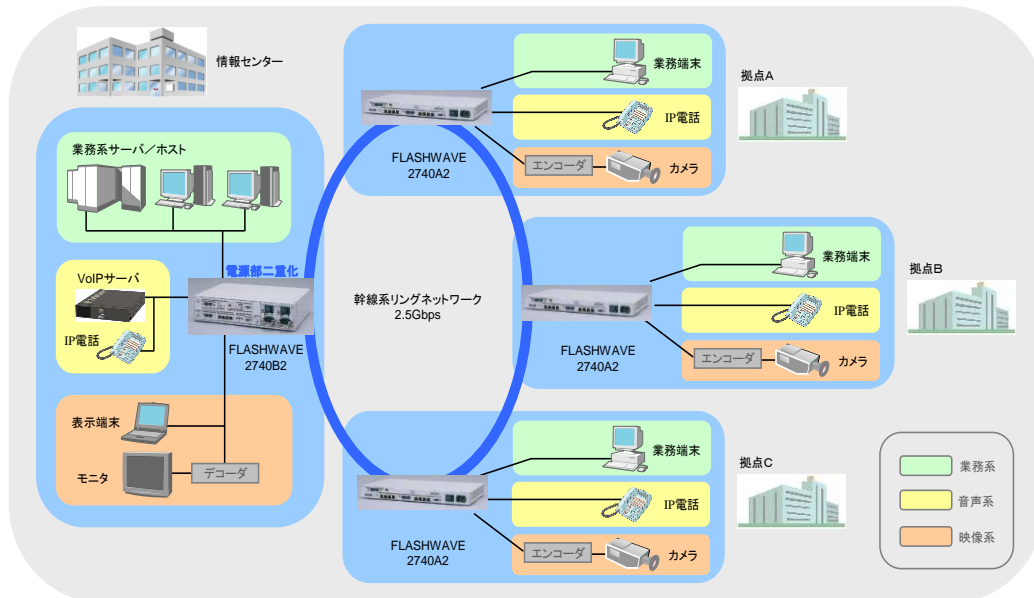 情報センター
業務系サーバ／ホスト
VoIPサーバ
IP電話
電源部二重化
FLASHWAVE
2740B2
表示端末
モニタ
デコーダ
幹線系リングネットワーク
2.5Gbps
FLASHWAVE
2740A2
業務端末
IP電話
エンコーダ
カメラ
拠点A
FLASHWAVE
2740A2
業務端末
IP電話
エンコーダ
カメラ
拠点B
FLASHWAVE
2740A2
業務端末
IP電話
エンコーダ
カメラ
拠点C
業務系
音声系
映像系